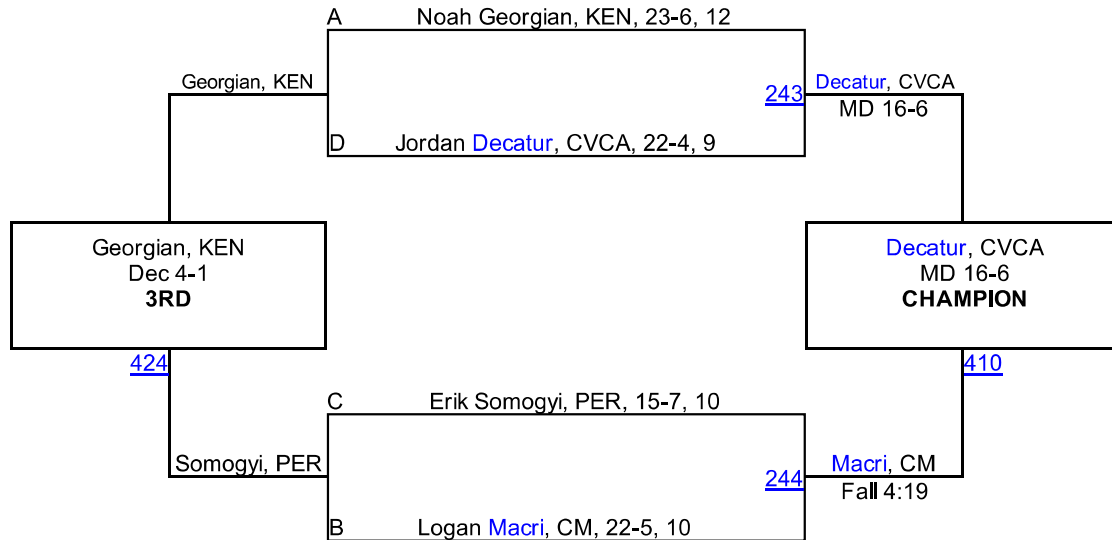 A Noah Georgian, KEN, 23-6, 12
Georgian, KEN
243
Decatur, CVCA
MD 16-6
D Jordan Decatur, CVCA, 22-4, 9
Georgian, KEN
Dec 4-1
3RD
424
Decatur, CVCA
MD 16-6
CHAMPION
410
C Erik Somogyi, PER, 15-7, 10
Somogyi, PER
244
Macri, CM
Fall 4:19
B Logan Macri, CM, 22-5, 10